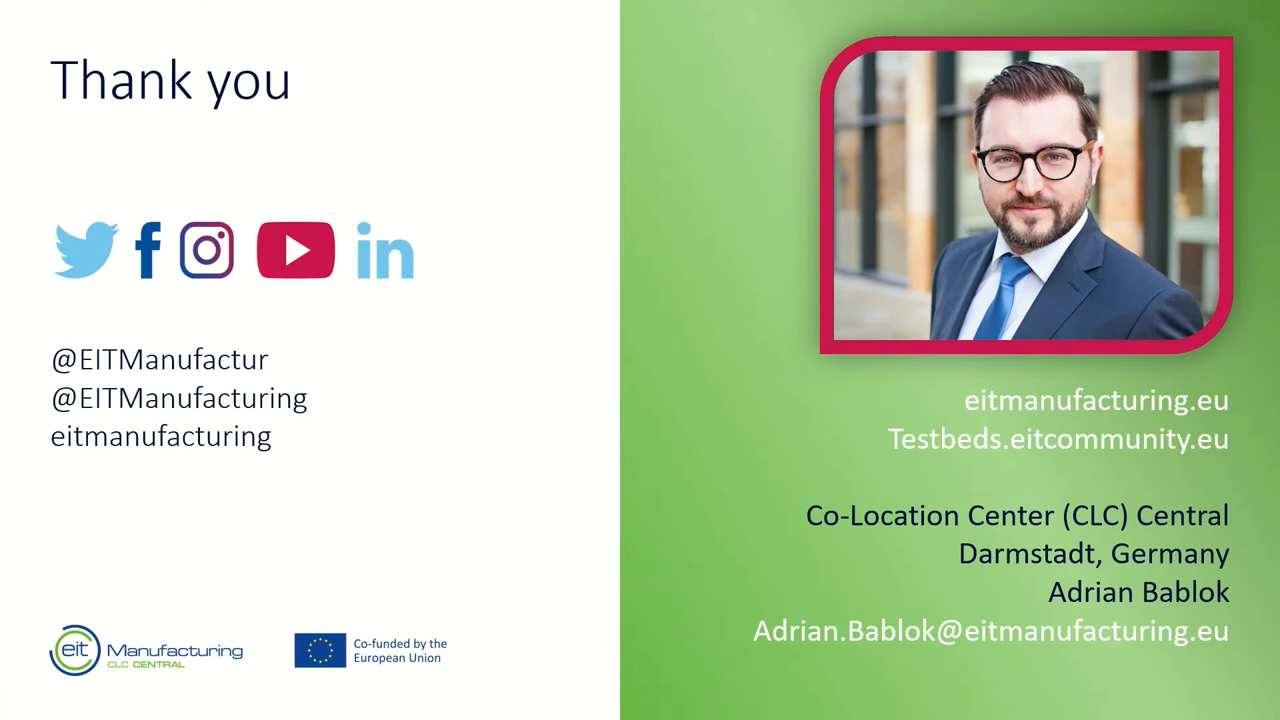 Thank you
@EITManufactur
@EITManufacturing
eitmanufacturing
eit Manufacturing
CLC CENTRAL
Co-funded by the
European Union
eitmanufacturing.eu
Testbeds.eitcommunity.eu
Co-Location Center (CLC) Central
Darmstadt, Germany
Adrian Bablok
Adrian.Bablok@eitmanufacturing.eu